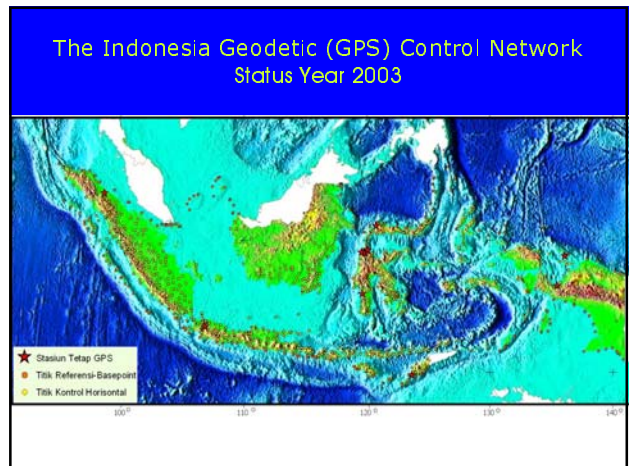 The Indonesia Geodetic (GPS) Control Network
Status Year 2003
Stasiun Tetap GPS
Titik Referensi-Basepoint
Titik Kontrol Horisontal
100° 110° 120° 130° 140°